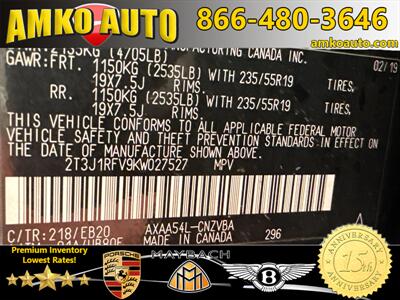 AMKO AUTO
866-480-3646
amkoauto.com
MANUFACTURING CANADA INC.
(4705LB)
02/19
GAWR:FRT. 1150KG (2535LB) WITH 235/55R19 TIRES,
19X7.5J RIMS,
RR. 1150KG (2535LB) WITH 235/55R19 TIRES,
19X7.5J RIMS,
THIS VEHICLE CONFORMS TO ALL APPLICABLE FEDERAL MOTOR
VEHICLE SAFETY AND THEFT PREVENTION STANDARDS IN EFFECT ON
THE DATE OF MANUFACTURE SHOWN ABOVE.
2T3J1RFV9KW027527 MPV
C/TR:218/EB20 AXAA54L-CNZVBA
MADE IN CANADA 296
Premium Inventory
Lowest Rates!
PORSCHE
MAYBACH
B
ANNIVERSARY
15th